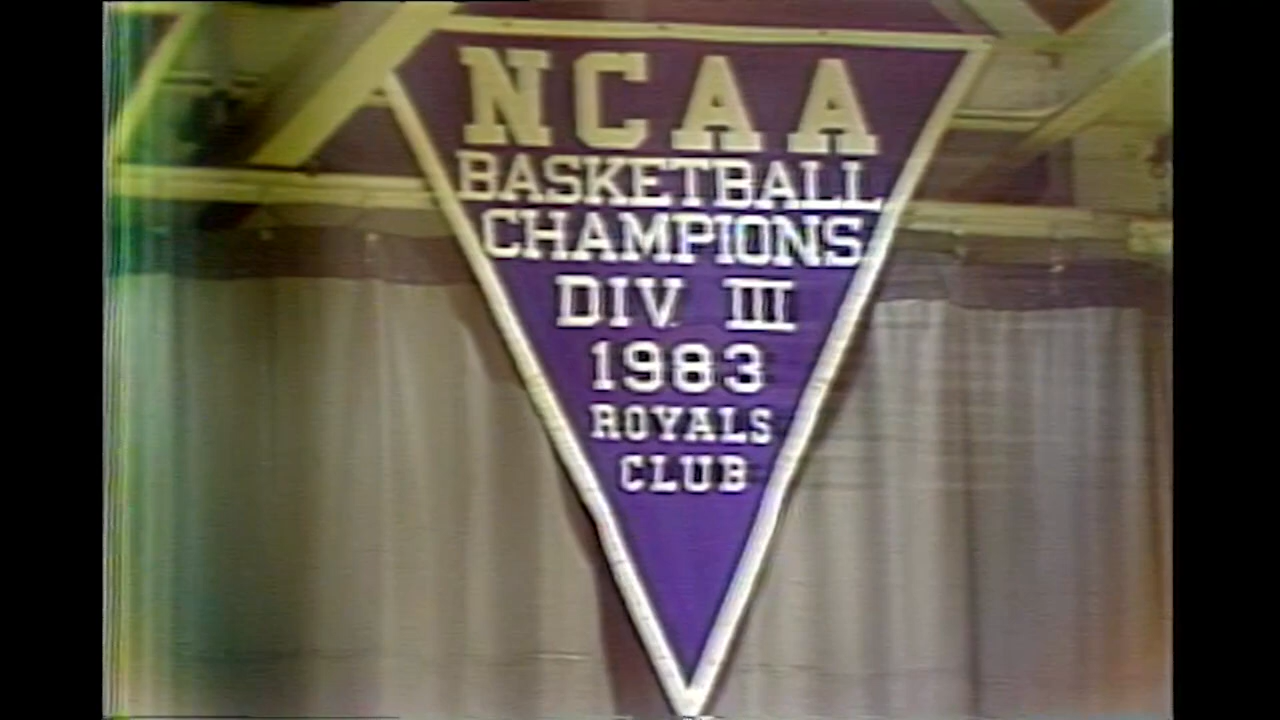 NCAA
BASKETBALL
CHAMPIONS
DIV III
1983
ROYALS
CLUB